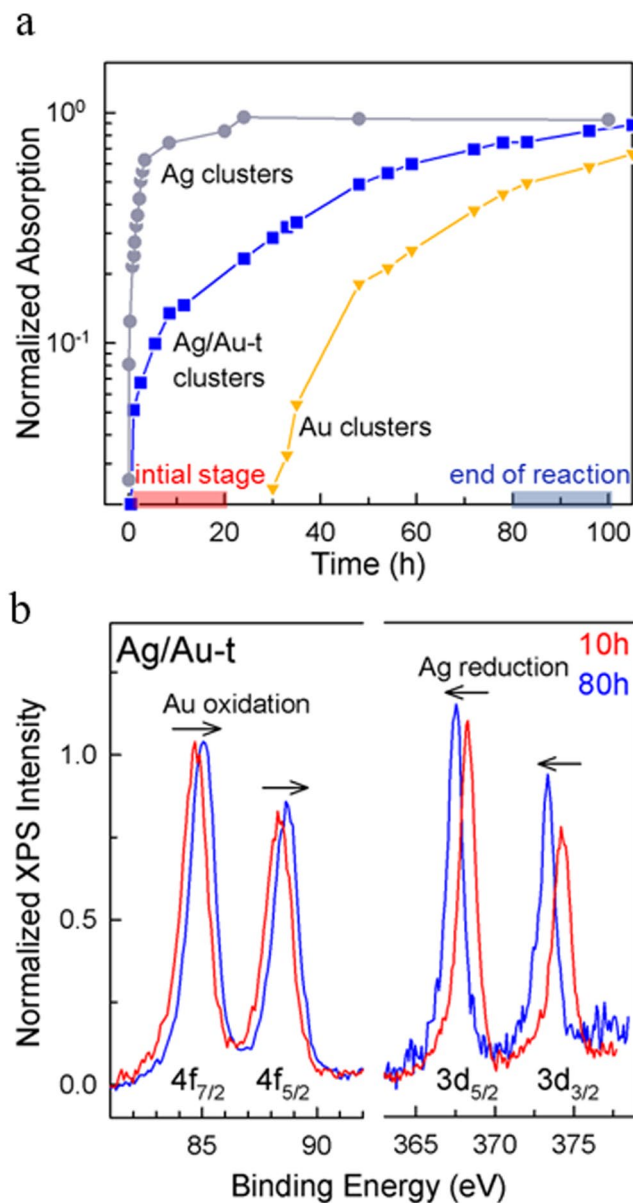 a
Normalized Absorption
10⁰
10⁻¹
Ag clusters
Ag/Au-t
clusters
Au clusters
intial stage
end of reaction
0 20 40 60 80 100
Time (h)
b
Normalized XPS Intensity
1.0
0.5
0.0
Ag/Au-t
10h
80h
Au oxidation
Ag reduction
4f7/2 4f5/2 3d5/2 3d3/2
85 90 365 370 375
Binding Energy (eV)